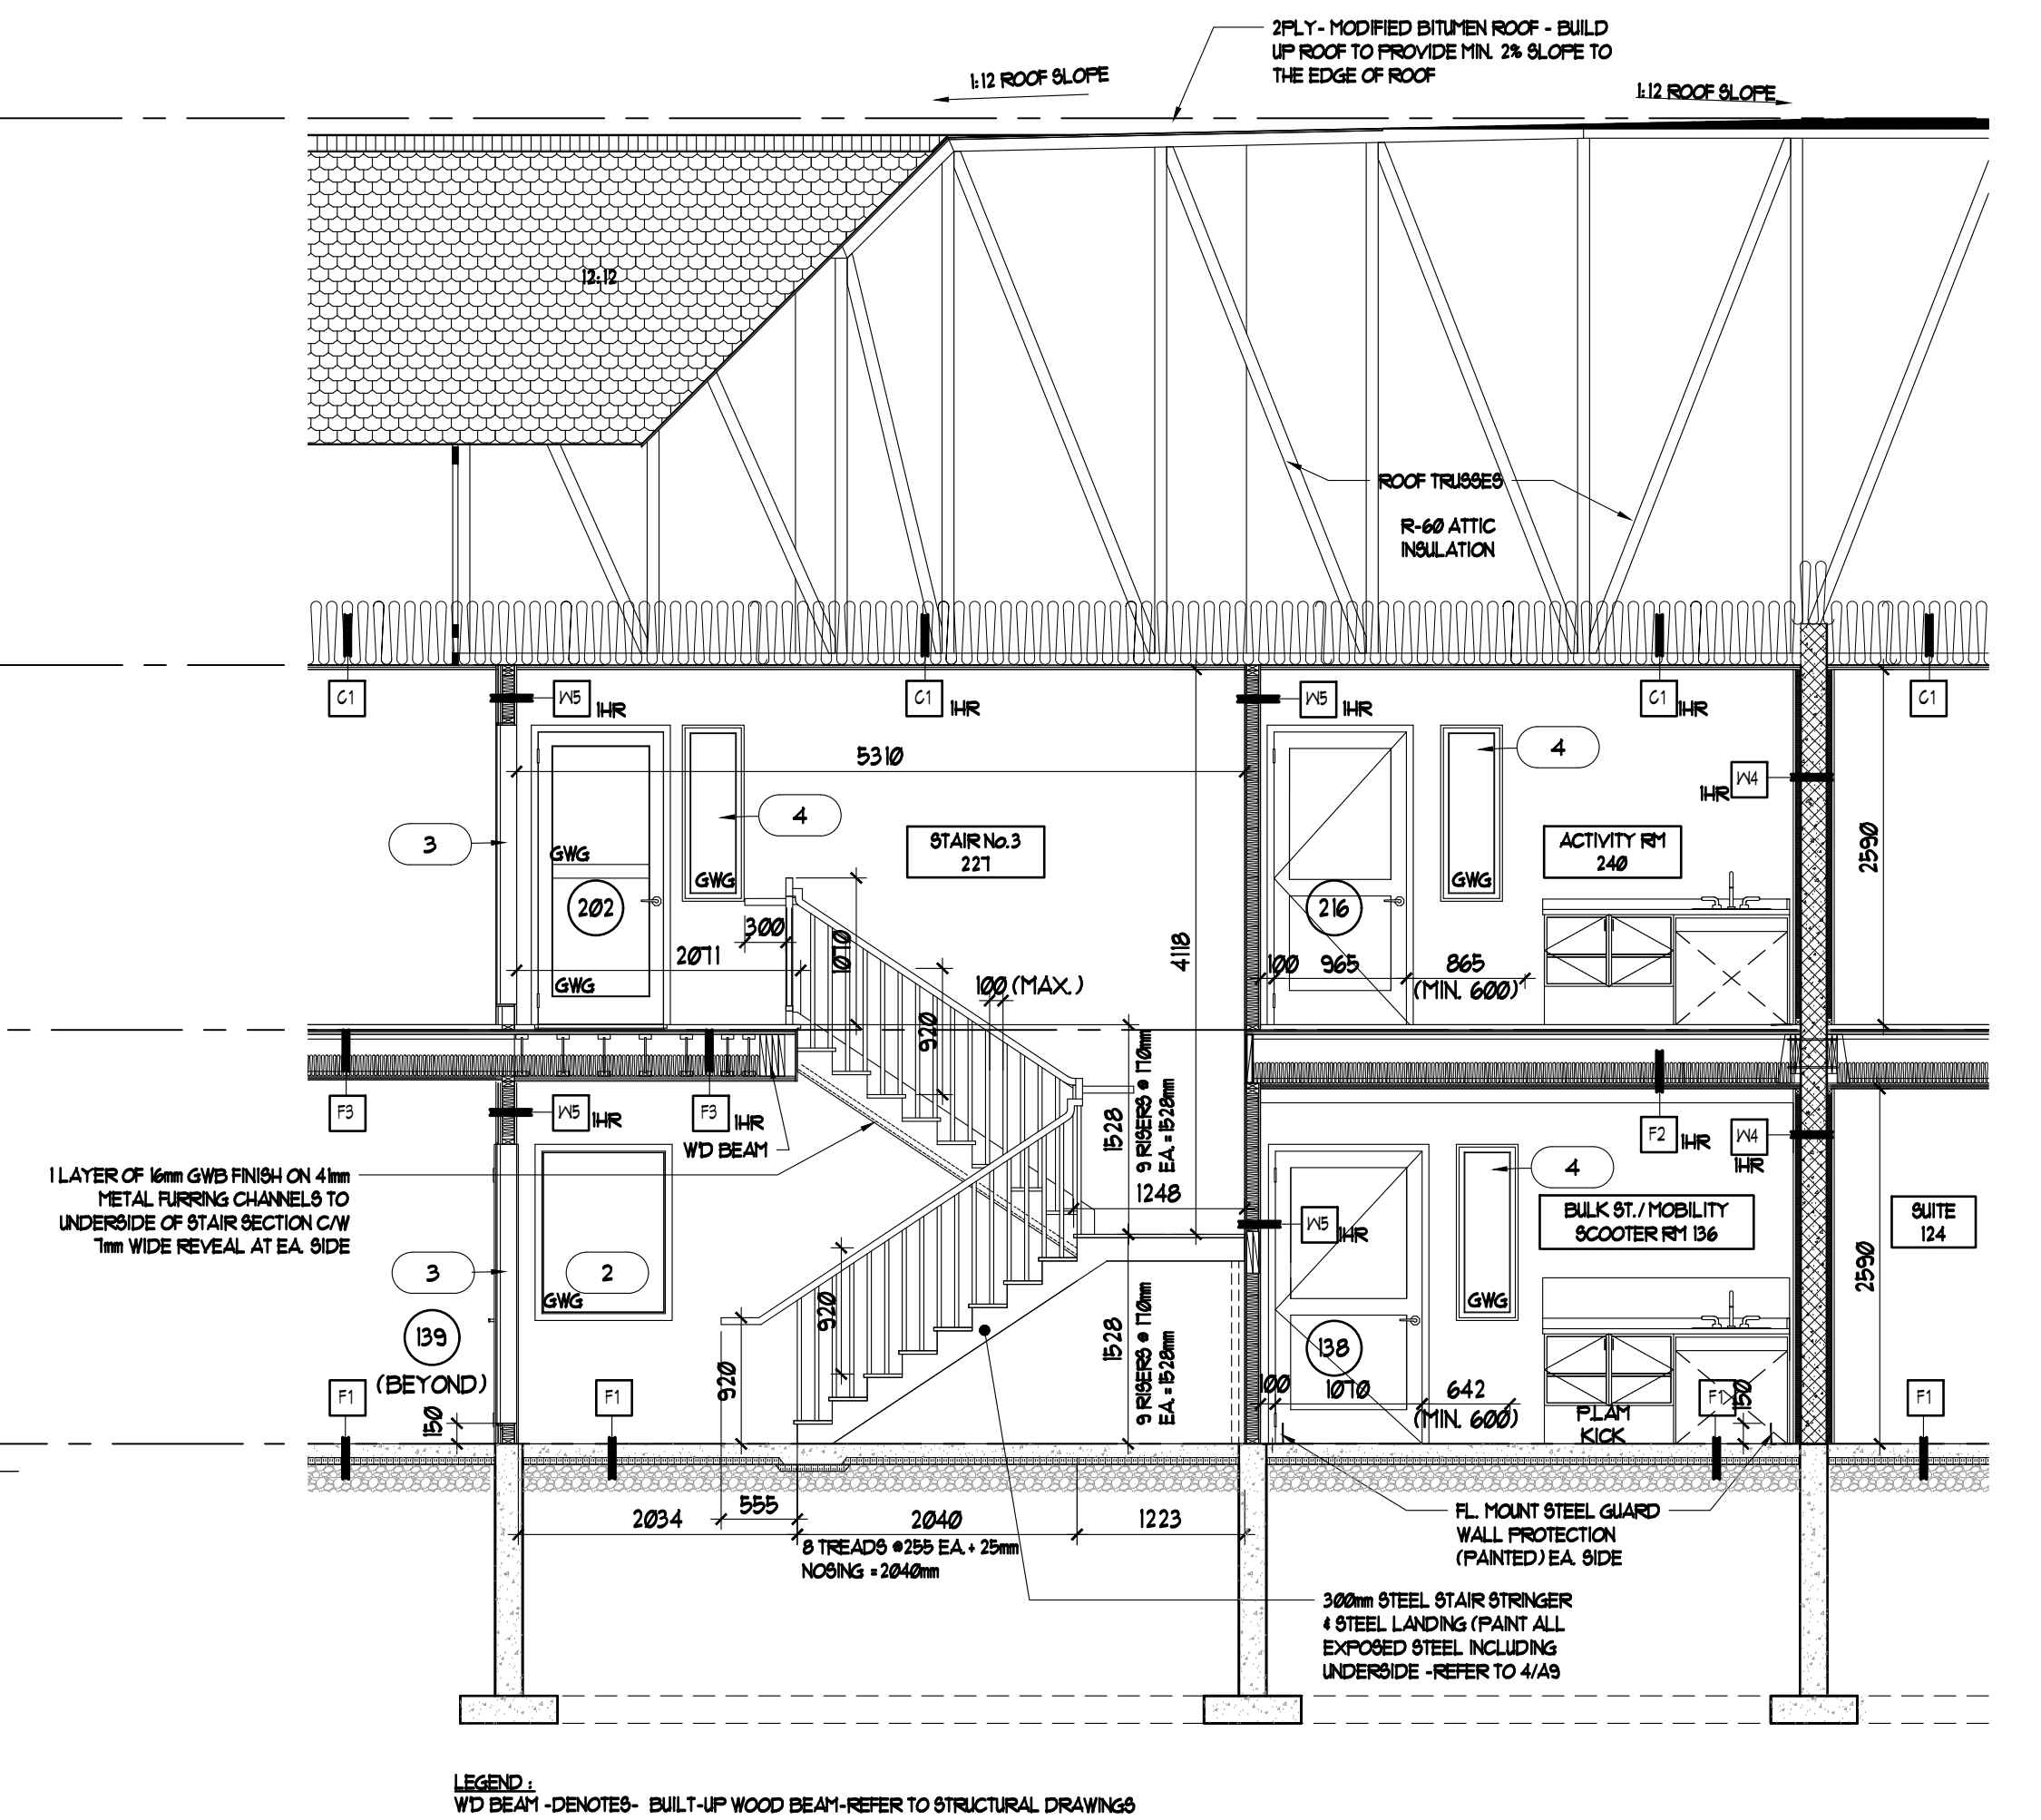 2PLY - MODIFIED BITUMEN ROOF - BUILD
UP ROOF TO PROVIDE MIN. 2% SLOPE TO
THE EDGE OF ROOF
1:12 ROOF SLOPE
1:12 ROOF SLOPE
12:12
ROOF TRUSSES
R-60 ATTIC
INSULATION
C1
W5
1HR
C1
1HR
W5
1HR
C1
1HR
C1
5310
4
4
W4
1HR
3
STAIR No.3
227
ACTIVITY RM
240
2590
GWG
GWG
GWG
202
216
300
2071
1070
4118
100
965
865
(MIN. 600)
GWG
100 (MAX.)
920
F3
W5
1HR
F3
1HR
WD BEAM
1528
9 RISERS @ 170mm
EA. = 1528mm
F2
1HR
W4
1HR
1 LAYER OF 16mm GWB FINISH ON 41mm
METAL FURRING CHANNELS TO
UNDERSIDE OF STAIR SECTION C/W
7mm WIDE REVEAL AT EA. SIDE
4
1248
W5
1HR
BULK ST./ MOBILITY
SCOOTER RM 136
SUITE
124
3
2
GWG
GWG
2590
139
(BEYOND)
920
920
1528
9 RISERS @ 170mm
EA. = 1528mm
138
F1
F1
150
100
1070
642
(MIN. 600)
P.LAM
KICK
F1
150
F1
2034
555
2040
1223
8 TREADS @255 EA. + 25mm
NOSING = 2040mm
FL. MOUNT STEEL GUARD
WALL PROTECTION
(PAINTED) EA. SIDE
300mm STEEL STAIR STRINGER
& STEEL LANDING (PAINT ALL
EXPOSED STEEL INCLUDING
UNDERSIDE - REFER TO 4/A9
LEGEND :
WD BEAM -DENOTES- BUILT-UP WOOD BEAM-REFER TO STRUCTURAL DRAWINGS